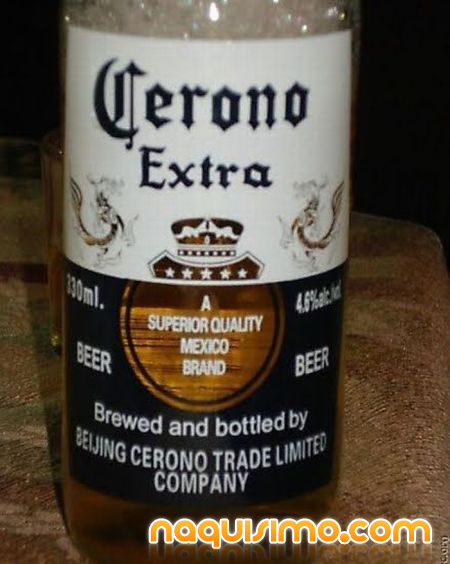 Cerono
Extra
330ml.
4.6%alc./vol.
A
SUPERIOR QUALITY
MEXICO
BRAND
BEER
BEER
Brewed and bottled by
BEIJING CERONO TRADE LIMITED
COMPANY
naquisimo.com